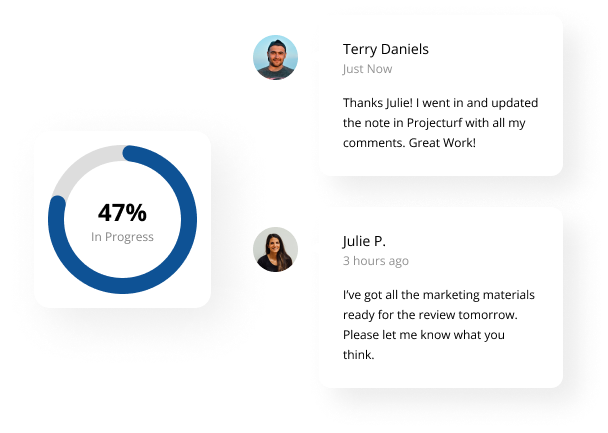 Terry Daniels
Just Now
Thanks Julie! I went in and updated
the note in Projecturf with all my
comments. Great Work!
47%
In Progress
Julie P.
3 hours ago
I've got all the marketing materials
ready for the review tomorrow.
Please let me know what you
think.